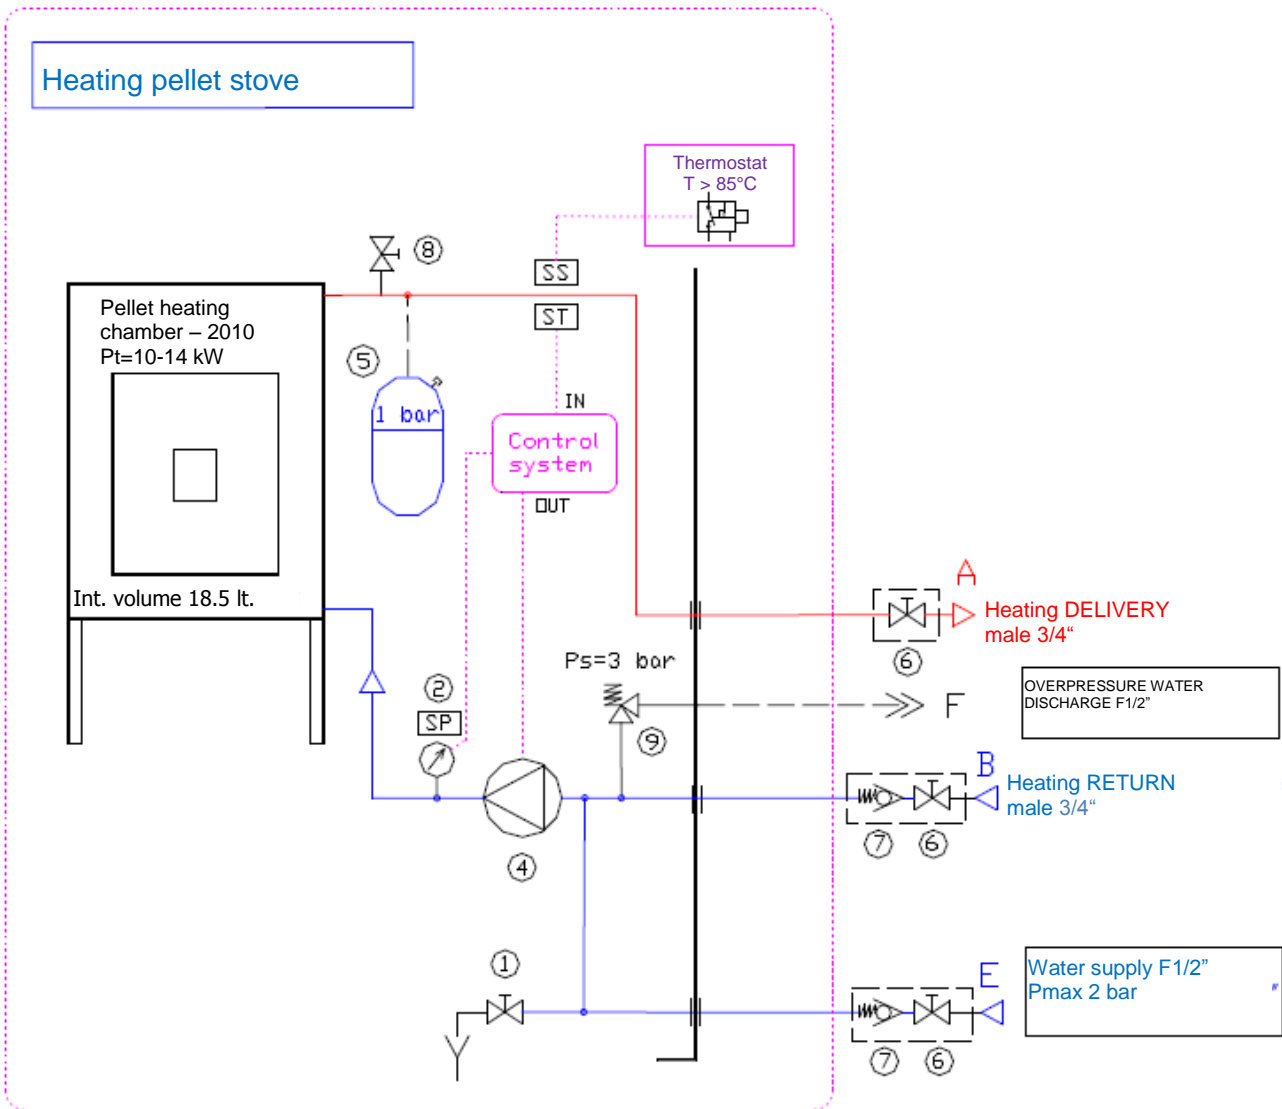 Heating pellet stove
Thermostat
T > 85°C
8
SS
ST
Pellet heating
chamber – 2010
Pt=10-14 kW
5
1 bar
IN
Control
system
OUT
Int. volume 18.5 lt.
A
Heating DELIVERY
male 3/4“
6
Ps=3 bar
2
SP
9
F
OVERPRESSURE WATER
DISCHARGE F1/2”
B
Heating RETURN
male 3/4“
4
7
6
1
E
Water supply F1/2”
Pmax 2 bar
"
7
6